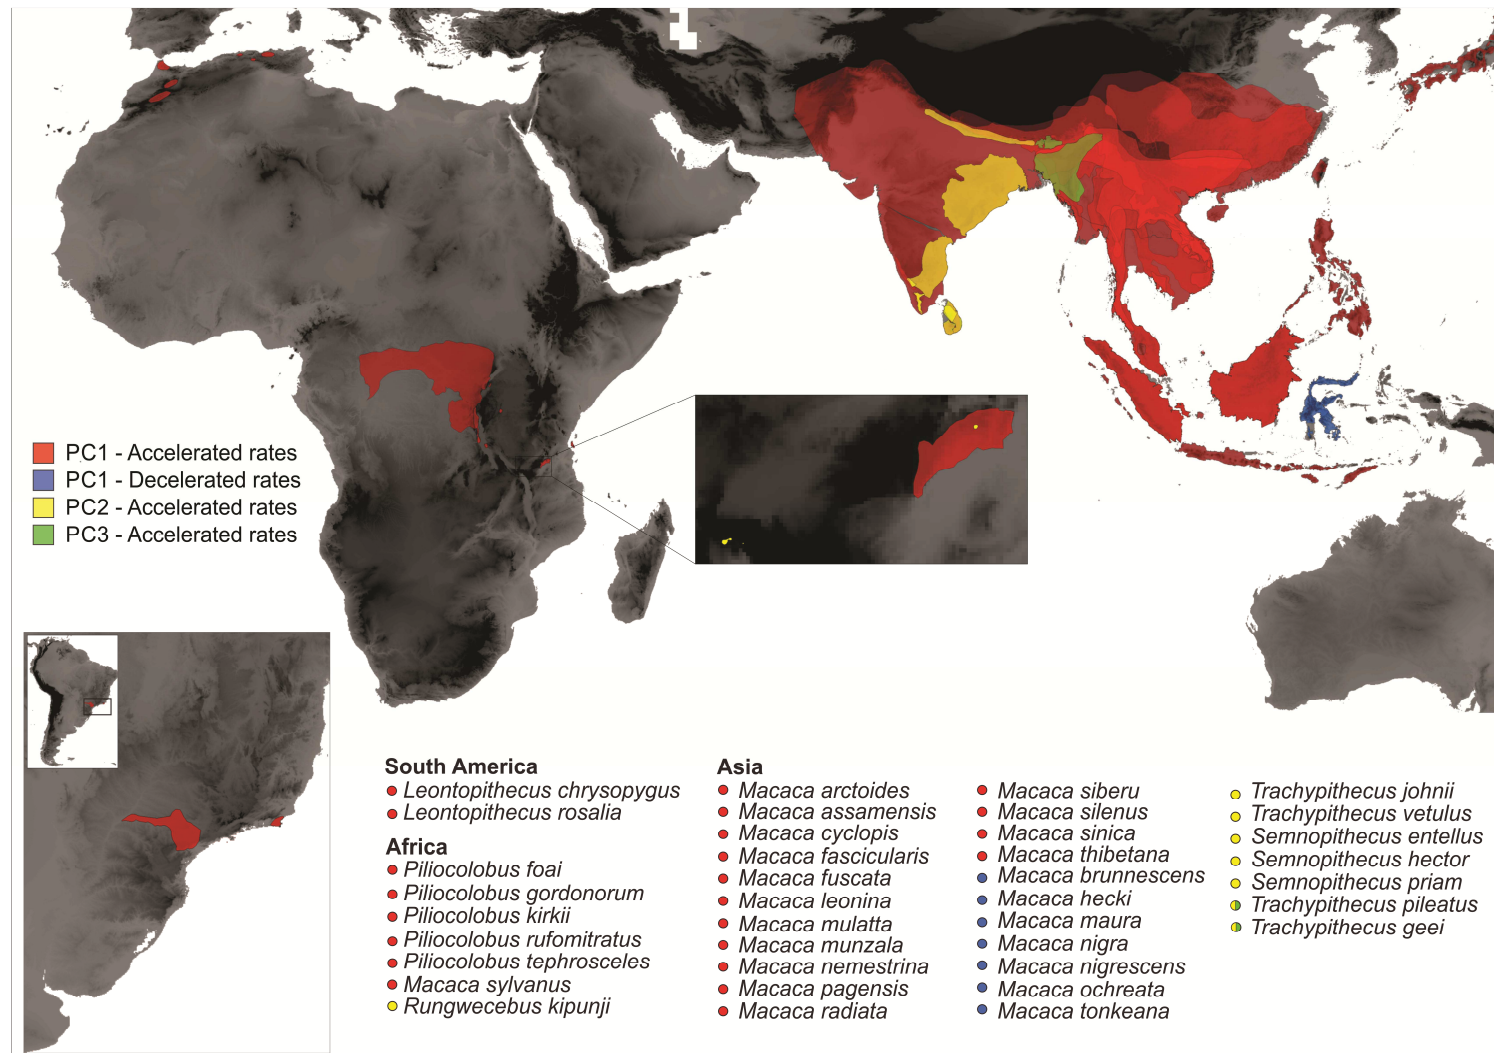 PC1 - Accelerated rates
PC1 - Decelerated rates
PC2 - Accelerated rates
PC3 - Accelerated rates
South America
Leontopithecus chrysopygus
Leontopithecus rosalia
Africa
Piliocolobus foai
Piliocolobus gordonorum
Piliocolobus kirkii
Piliocolobus rufomitratus
Piliocolobus tephrosceles
Macaca sylvanus
Rungwecebus kipunji
Asia
Macaca arctoides
Macaca assamensis
Macaca cyclopis
Macaca fascicularis
Macaca fuscata
Macaca leonina
Macaca mulatta
Macaca munzala
Macaca nemestrina
Macaca pagensis
Macaca radiata
Macaca siberu
Macaca silenus
Macaca sinica
Macaca thibetana
Macaca brunnescens
Macaca hecki
Macaca maura
Macaca nigra
Macaca nigrescens
Macaca ochreata
Macaca tonkeana
Trachypithecus johnii
Trachypithecus vetulus
Semnopithecus entellus
Semnopithecus hector
Semnopithecus priam
Trachypithecus pileatus
Trachypithecus geei